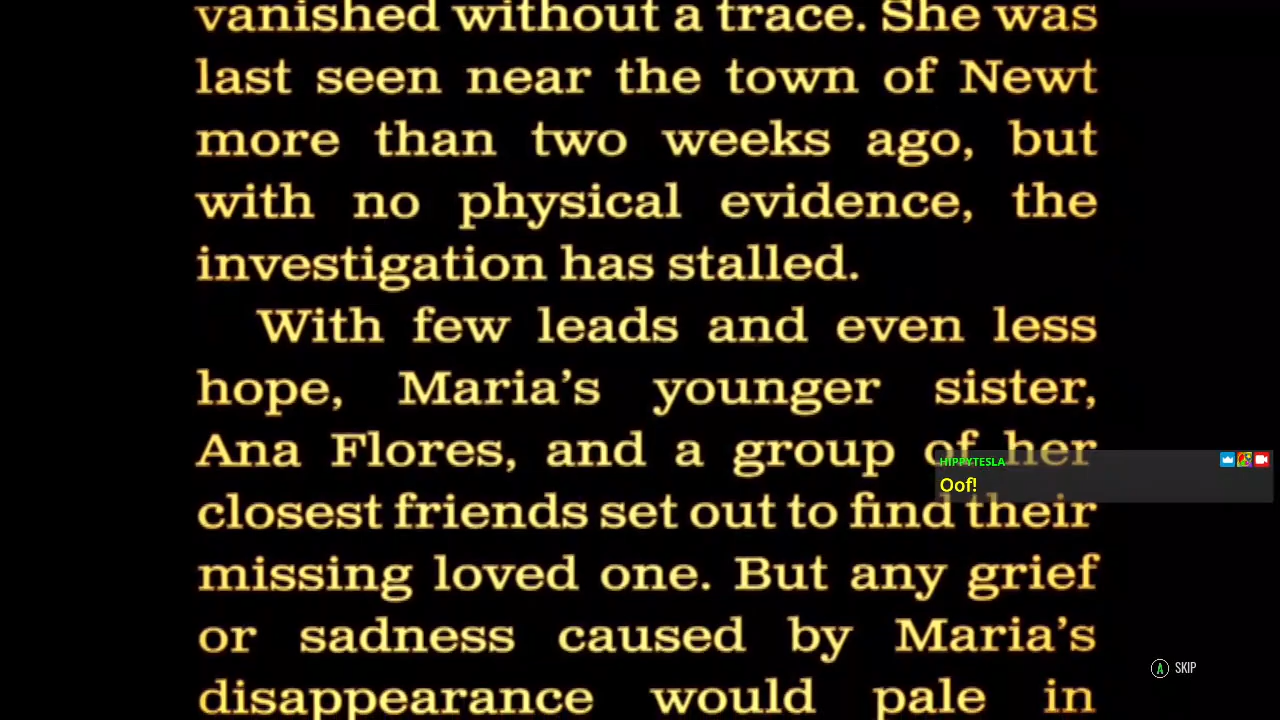 vanished without a trace. She was
last seen near the town of Newt
more than two weeks ago, but
with no physical evidence, the
investigation has stalled.
With few leads and even less
hope, Maria’s younger sister,
Ana Flores, and a group of her
HIPPYTESLA
Oof!
closest friends set out to find their
missing loved one. But any grief
or sadness caused by Maria’s
A SKIP
disappearance would pale in